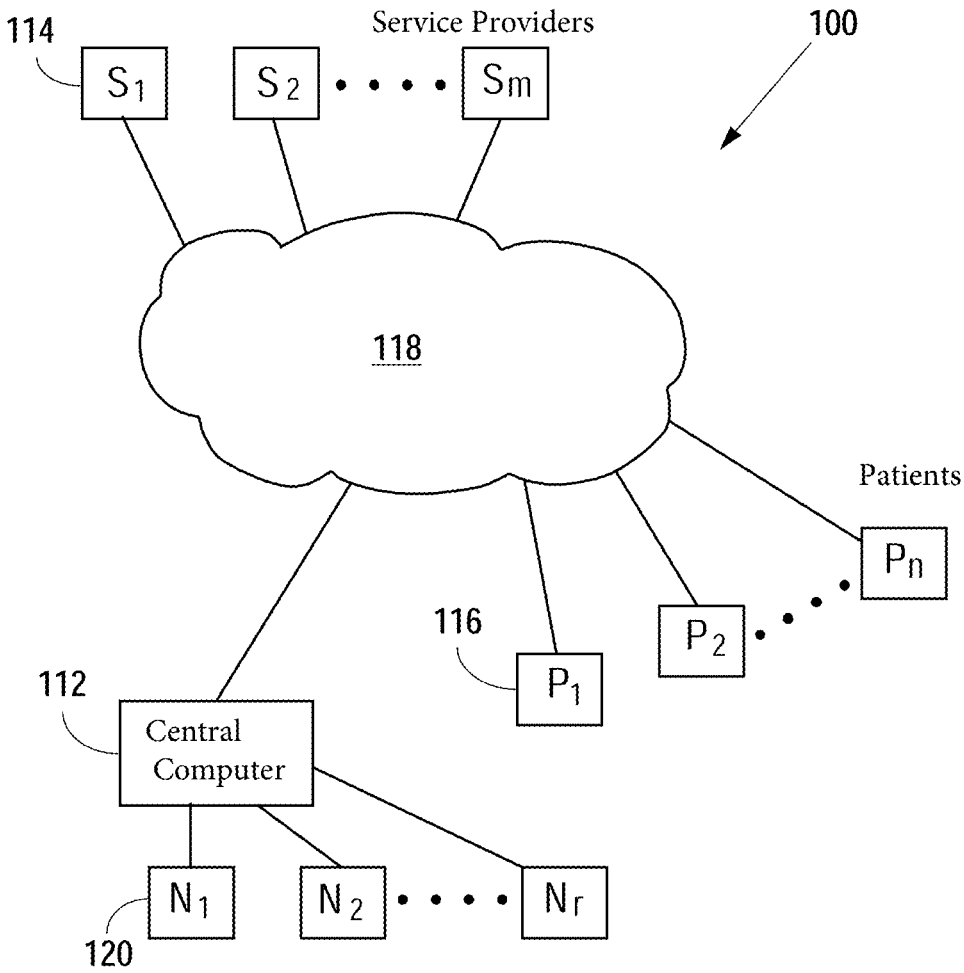 Service Providers
114
100
S1
S2
Sm
118
Patients
Pn
116
P2
P1
112
Central
Computer
N1
N2
Nr
120